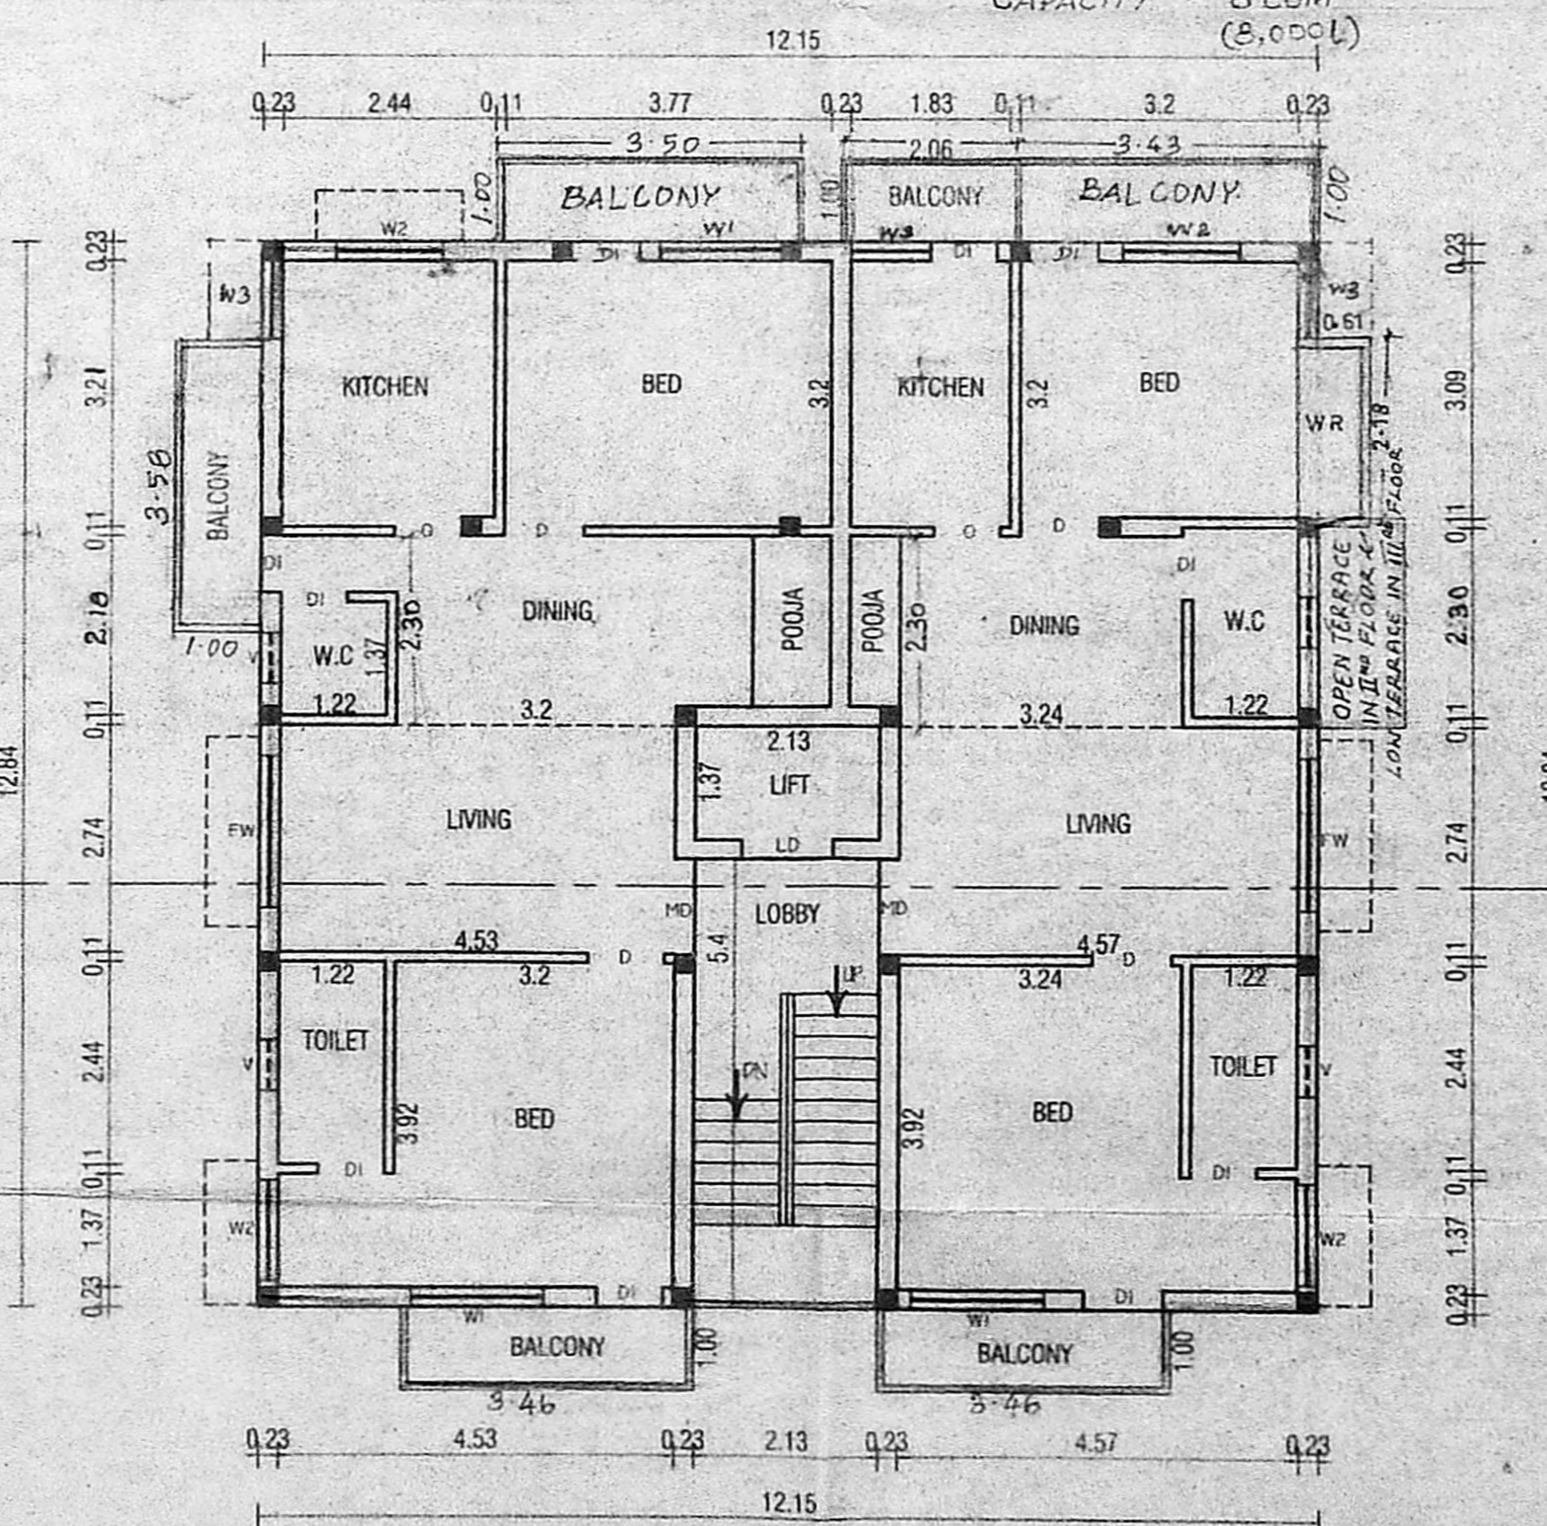 CAPACITY
(8,000L)
12.15
0.23 2.44 0.11 3.77 0.23 1.83 0.11 3.2 0.23
3.50 2.06 3.43
1.00 BALCONY 1.00 BALCONY BALCONY 1.00
W2 W1 W3 W2
0.23 D1 D1 D1 0.23
W3 W3
0.61
3.21 KITCHEN BED 3.2 KITCHEN 3.2 BED 3.09
WR 2.18
3.58 BALCONY
0.11 O D O D 0.11
D1 D1
D1
2.18 W.C 1.37 2.30 DINING POOJA POOJA 2.30 DINING W.C 2.30
OPEN TERRACE
IN IIND FLOOR &
LOW TERRACE IN IIIRD FLOOR
1.00 V
1.22 3.2 3.24 1.22
0.11 0.11
2.13
12.84 1.37 LIFT
2.74 FW LIVING LD LIVING FW 2.74
MD LOBBY MD
4.53 5.4 4.57
0.11 D D 0.11
1.22 3.2 UP 3.24 1.22
TOILET TOILET
2.44 V DN V 2.44
3.92 BED 3.92 BED
0.11 D1 D1 0.11
1.37 W2 W2 1.37
0.23 D1 D1 0.23
W1 W1
BALCONY 1.00 BALCONY 1.00
3.46 3.46
0.23 4.53 0.23 2.13 0.23 4.57 0.23
12.15